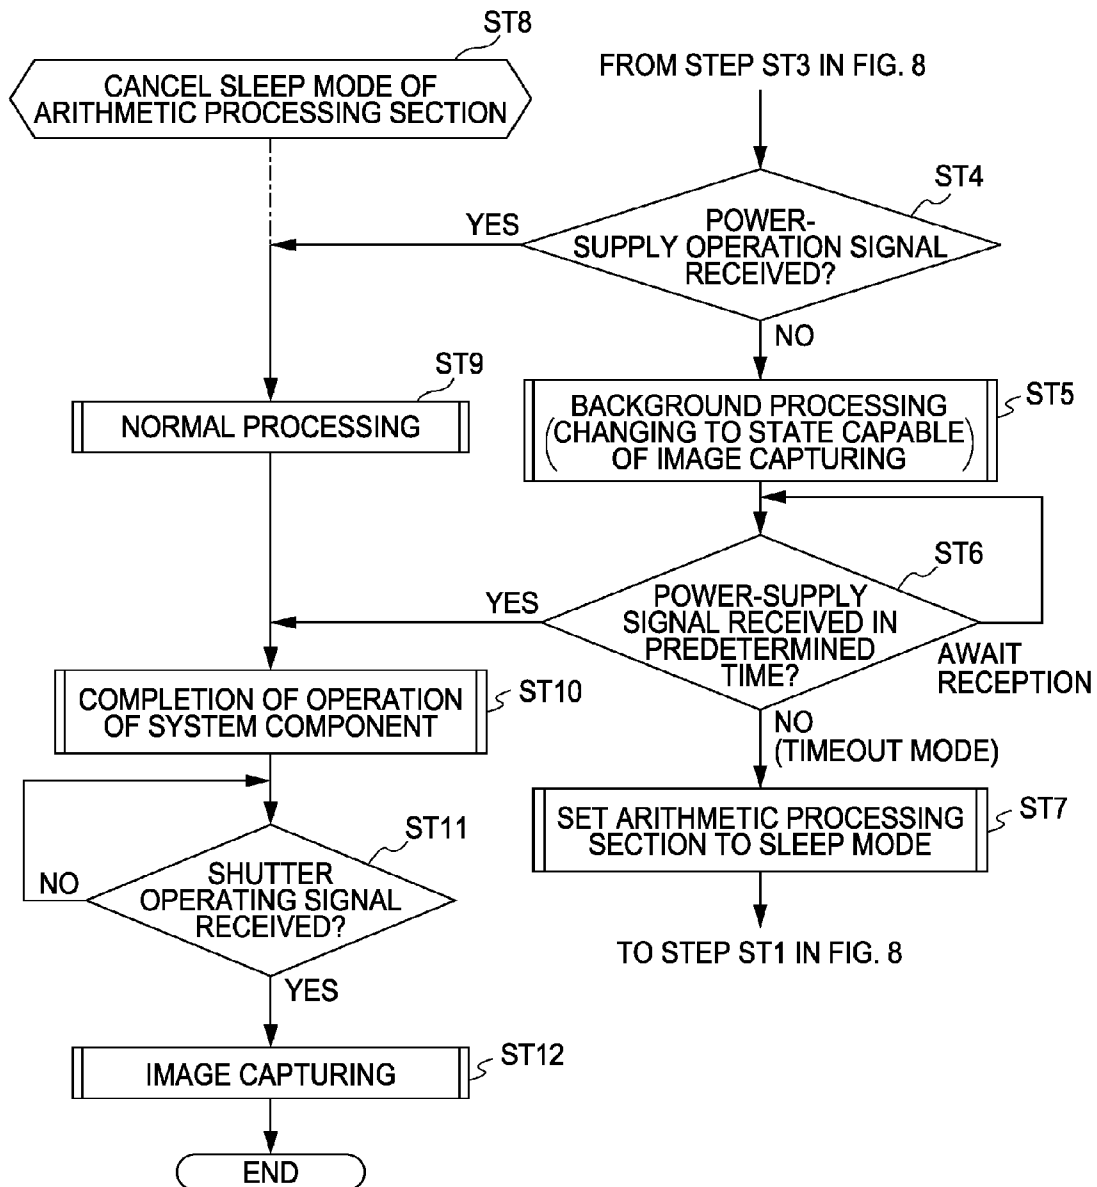 ST8
CANCEL SLEEP MODE OF
ARITHMETIC PROCESSING SECTION
FROM STEP ST3 IN FIG. 8
ST4
POWER-
SUPPLY OPERATION SIGNAL
RECEIVED?
YES
NO
ST9
NORMAL PROCESSING
ST5
BACKGROUND PROCESSING
(CHANGING TO STATE CAPABLE
OF IMAGE CAPTURING)
ST6
POWER-SUPPLY
SIGNAL RECEIVED IN
PREDETERMINED
TIME?
YES
AWAIT
RECEPTION
NO
(TIMEOUT MODE)
ST10
COMPLETION OF OPERATION
OF SYSTEM COMPONENT
ST7
SET ARITHMETIC PROCESSING
SECTION TO SLEEP MODE
TO STEP ST1 IN FIG. 8
ST11
SHUTTER
OPERATING SIGNAL
RECEIVED?
NO
YES
ST12
IMAGE CAPTURING
END